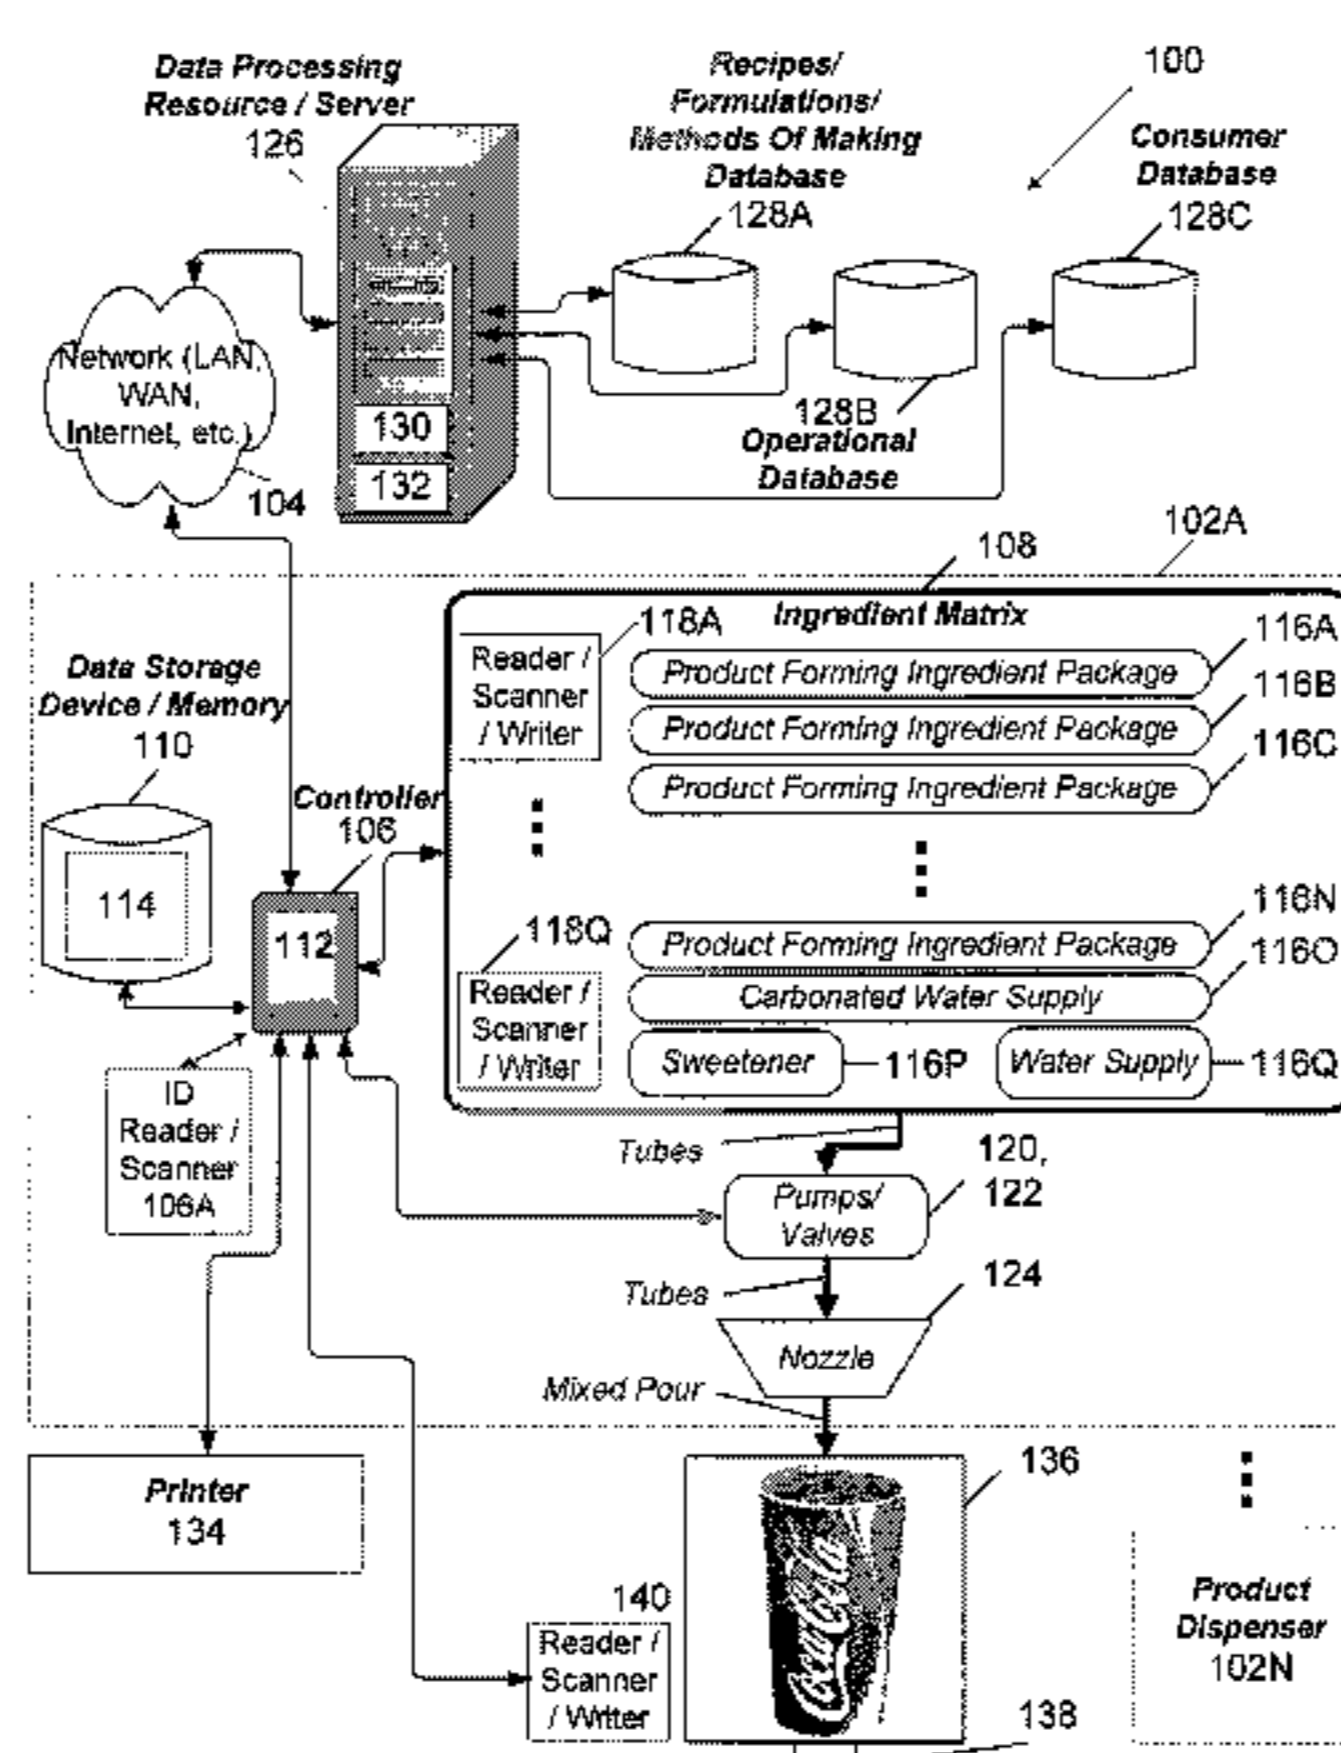 Data Processing
Resource / Server
126
Recipes/
Formulations/
Methods Of Making
Database
128A
100
Consumer
Database
128C
Network (LAN,
WAN,
Internet, etc.)
104
130
132
128B
Operational
Database
102A
108
Ingredient Matrix
118A
Reader /
Scanner
/ Writer
Product Forming Ingredient Package
116A
Product Forming Ingredient Package
116B
Product Forming Ingredient Package
116C
Data Storage
Device / Memory
110
114
Controller
106
112
118Q
Reader /
Scanner
/ Writer
Product Forming Ingredient Package
116N
Carbonated Water Supply
116O
Sweetener
116P
Water Supply
116Q
ID
Reader /
Scanner
106A
Tubes
Pumps/
Valves
120,
122
Tubes
Nozzle
124
Mixed Pour
Printer
134
136
Coca-Cola
140
Reader /
Scanner
/ Writer
Product
Dispenser
102N
138